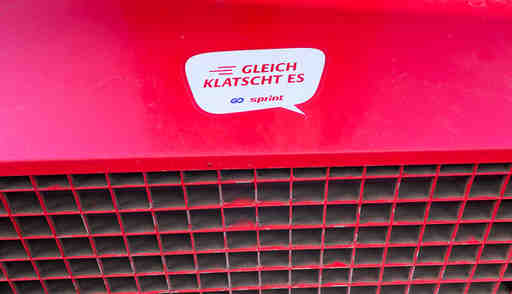 GLEICH
KLATSCHT ES
sprint